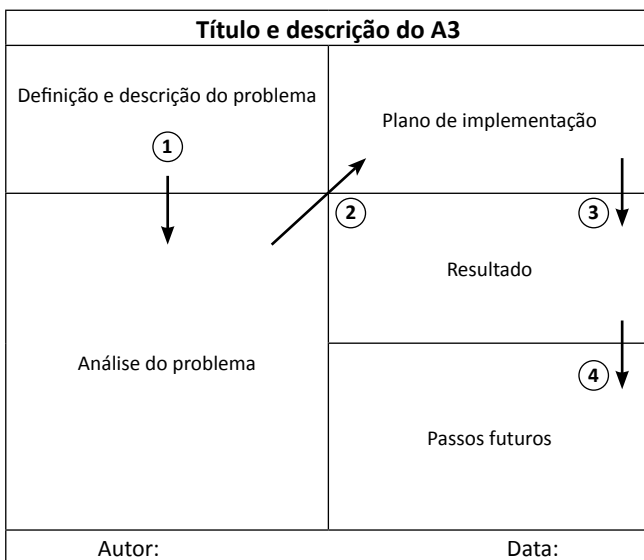 Título e descrição do A3
Definição e descrição do problema
1
Análise do problema
2
Plano de implementação
3
Resultado
4
Passos futuros
Autor:
Data: